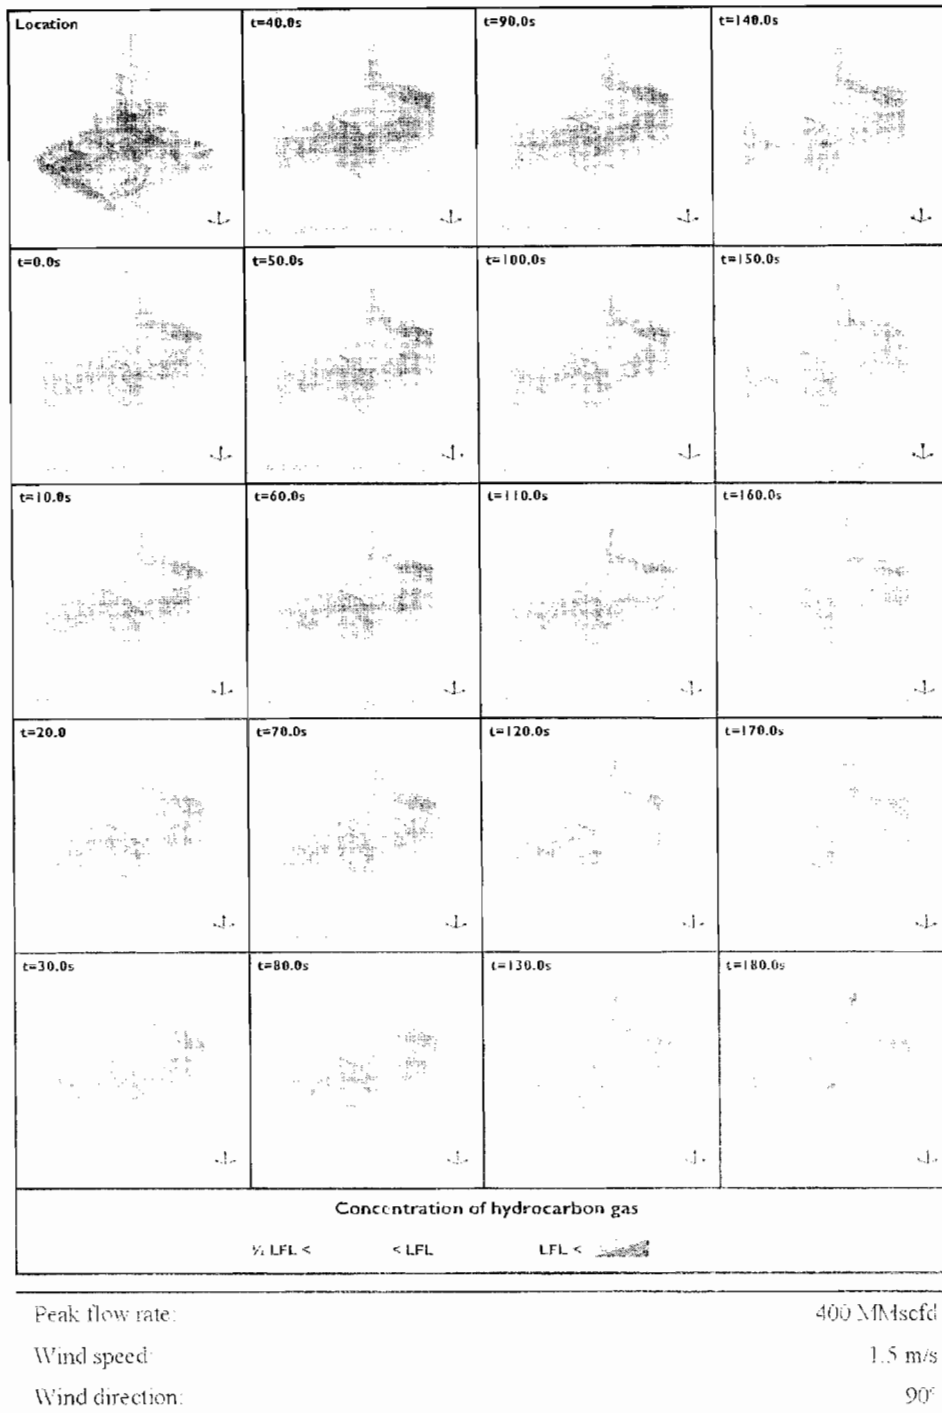 Location t=40.0s t=90.0s t=140.0s
t=0.0s t=50.0s t=100.0s t=150.0s
t=10.0s t=60.0s t=110.0s t=160.0s
t=20.0 t=70.0s t=120.0s t=170.0s
t=30.0s t=80.0s t=130.0s t=180.0s
Concentration of hydrocarbon gas
½ LFL < < LFL LFL <
Peak flow rate: 400 MMscfd
Wind speed: 1.5 m/s
Wind direction: 90°